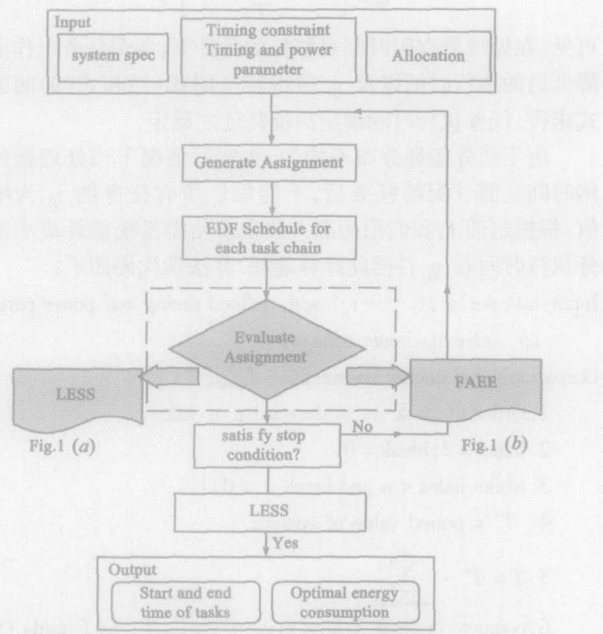 Input
system spec
Timing constraint
Timing and power
parameter
Allocation
Generate Assignment
EDF Schedule for
each task chain
Evaluate
Assignment
LESS
FAEE
Fig.1 (a)
Fig.1 (b)
satis fy stop
condition?
No
LESS
Yes
Output
Start and end
time of tasks
Optimal energy
consumption